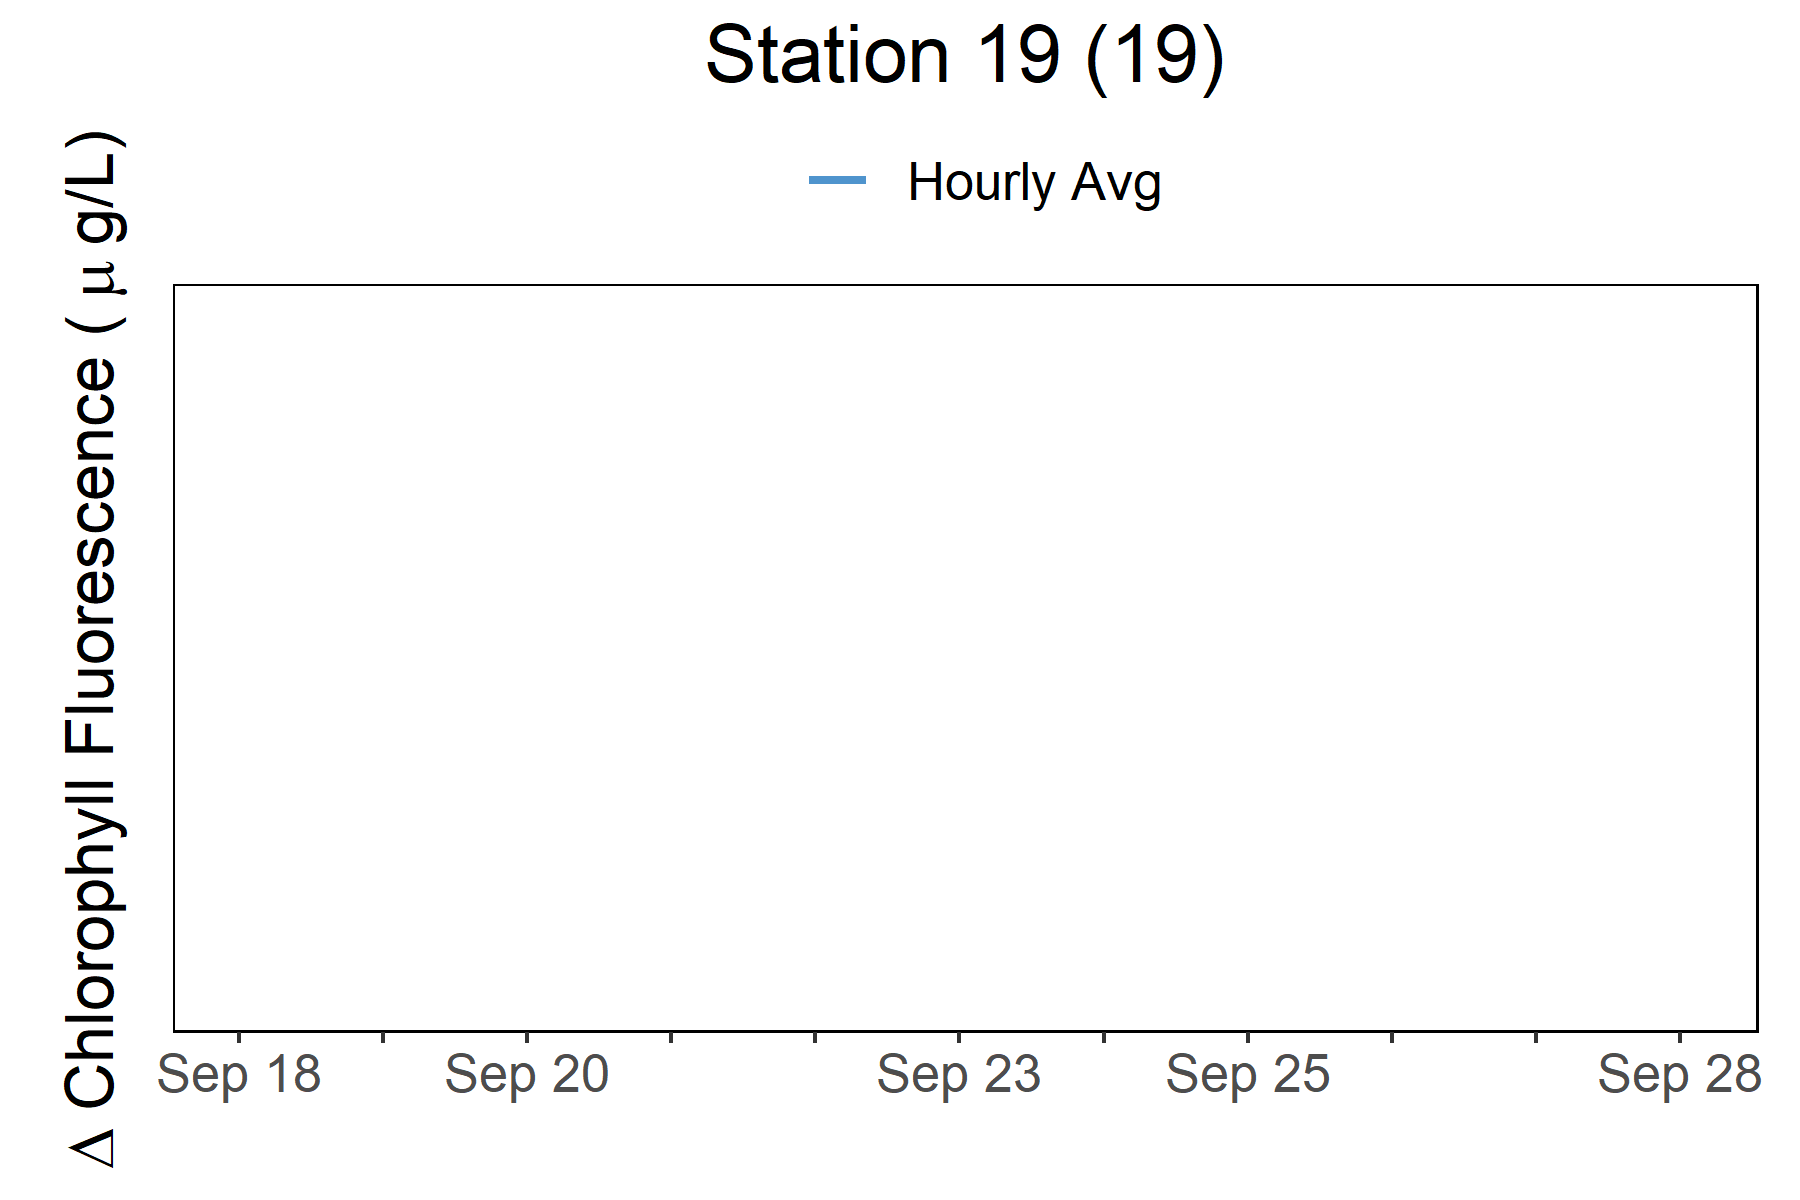 Station 19 (19)
Hourly Avg
Δ Chlorophyll Fluorescence ( μ g/L)
Sep 18 Sep 20 Sep 23 Sep 25 Sep 28